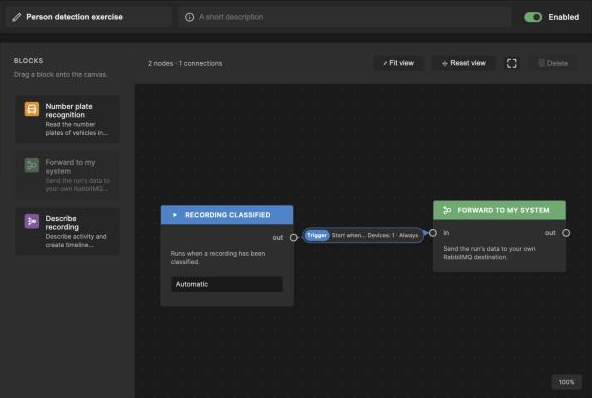 Person detection exercise
A short description
Enabled
BLOCKS
Drag a block onto the canvas.
2 nodes · 1 connections
Fit view
Reset view
Delete
Number plate
recognition
Read the number
plates of vehicles in...
Forward to my
system
Send the run's data to
your own RabbitMQ...
Describe
recording
Describe activity and
create timeline...
RECORDING CLASSIFIED
out
Runs when a recording has been
classified.
Automatic
Trigger Start when... Devices: 1 · Always
FORWARD TO MY SYSTEM
in
out
Send the run's data to your own
RabbitMQ destination.
100%